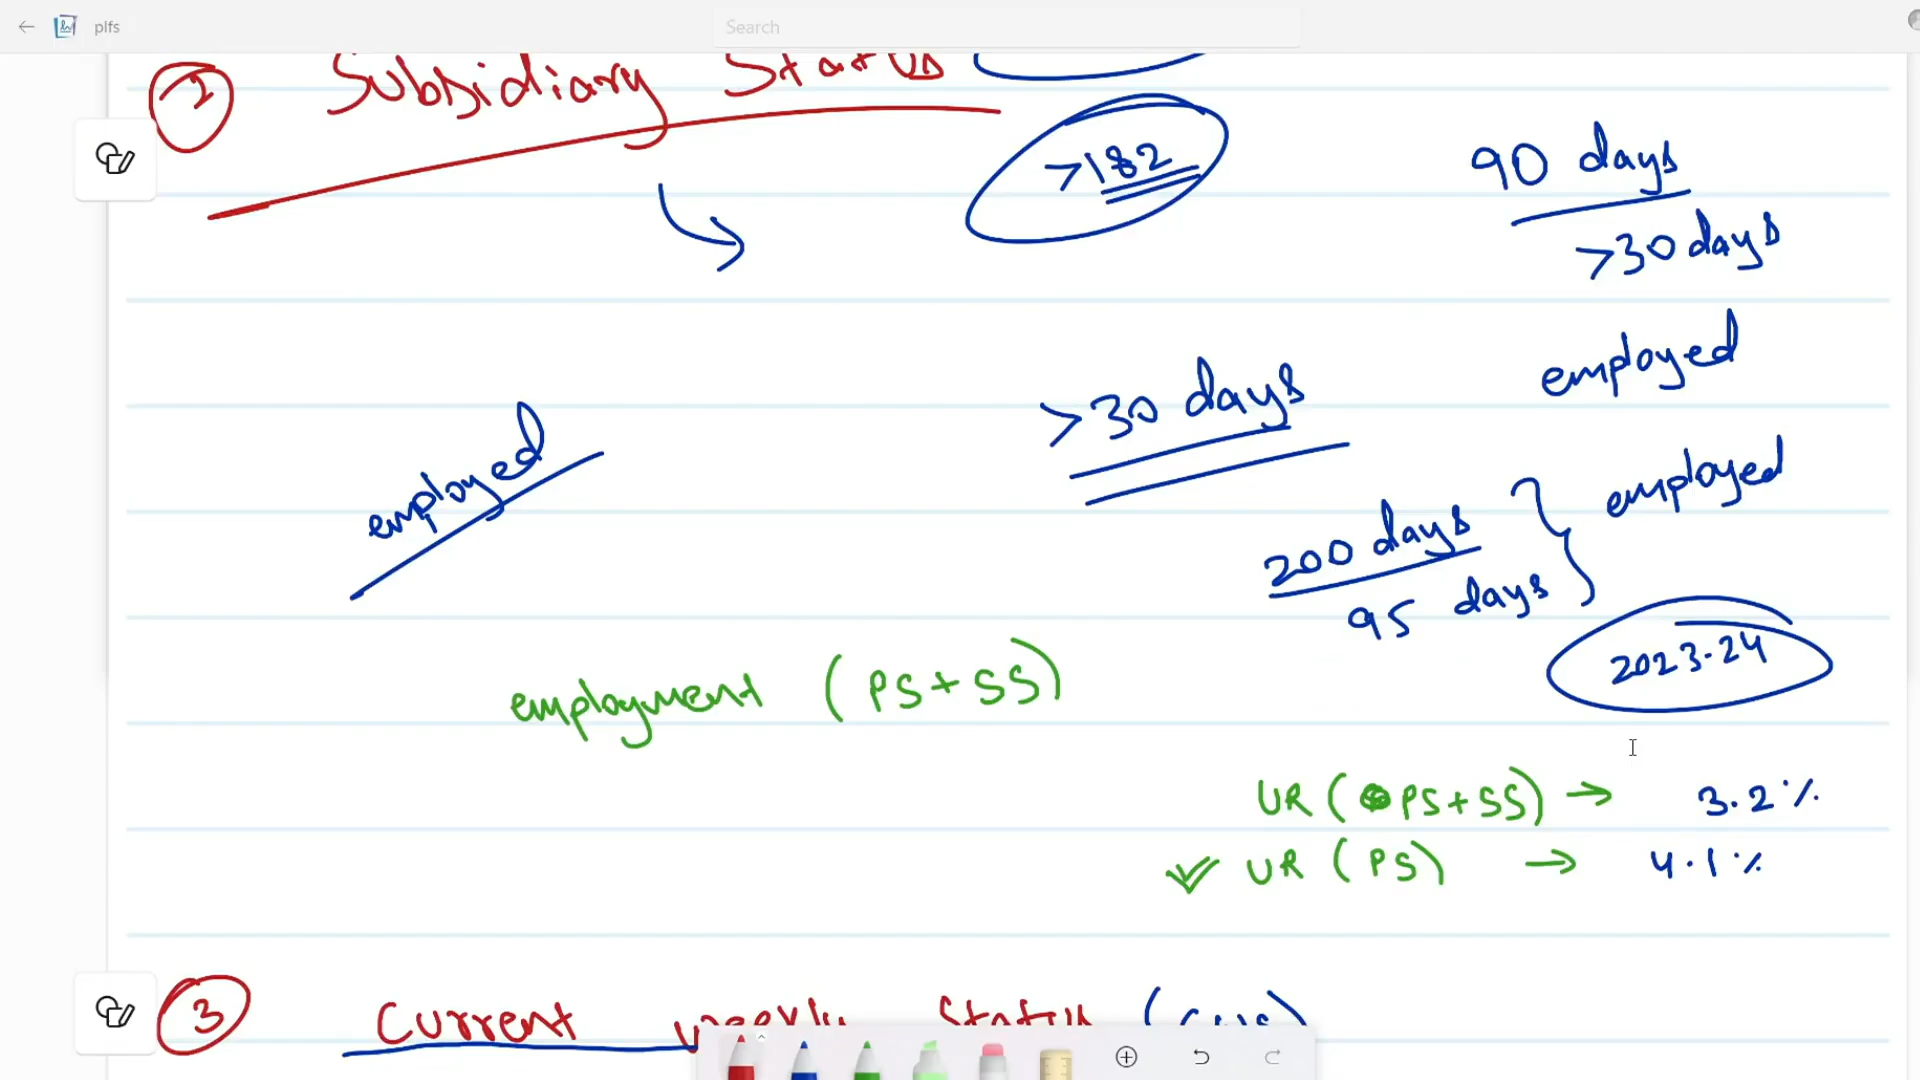 plfs
Search
2 Subsidiary Status
>182
90 days
>30 days
employed
>30 days
employed
employed
200 days
95 days
2023-24
employment (PS+SS)
UR (PS+SS) → 3.2%
UR (PS) → 4.1%
3 Current weekly Status (CWS)